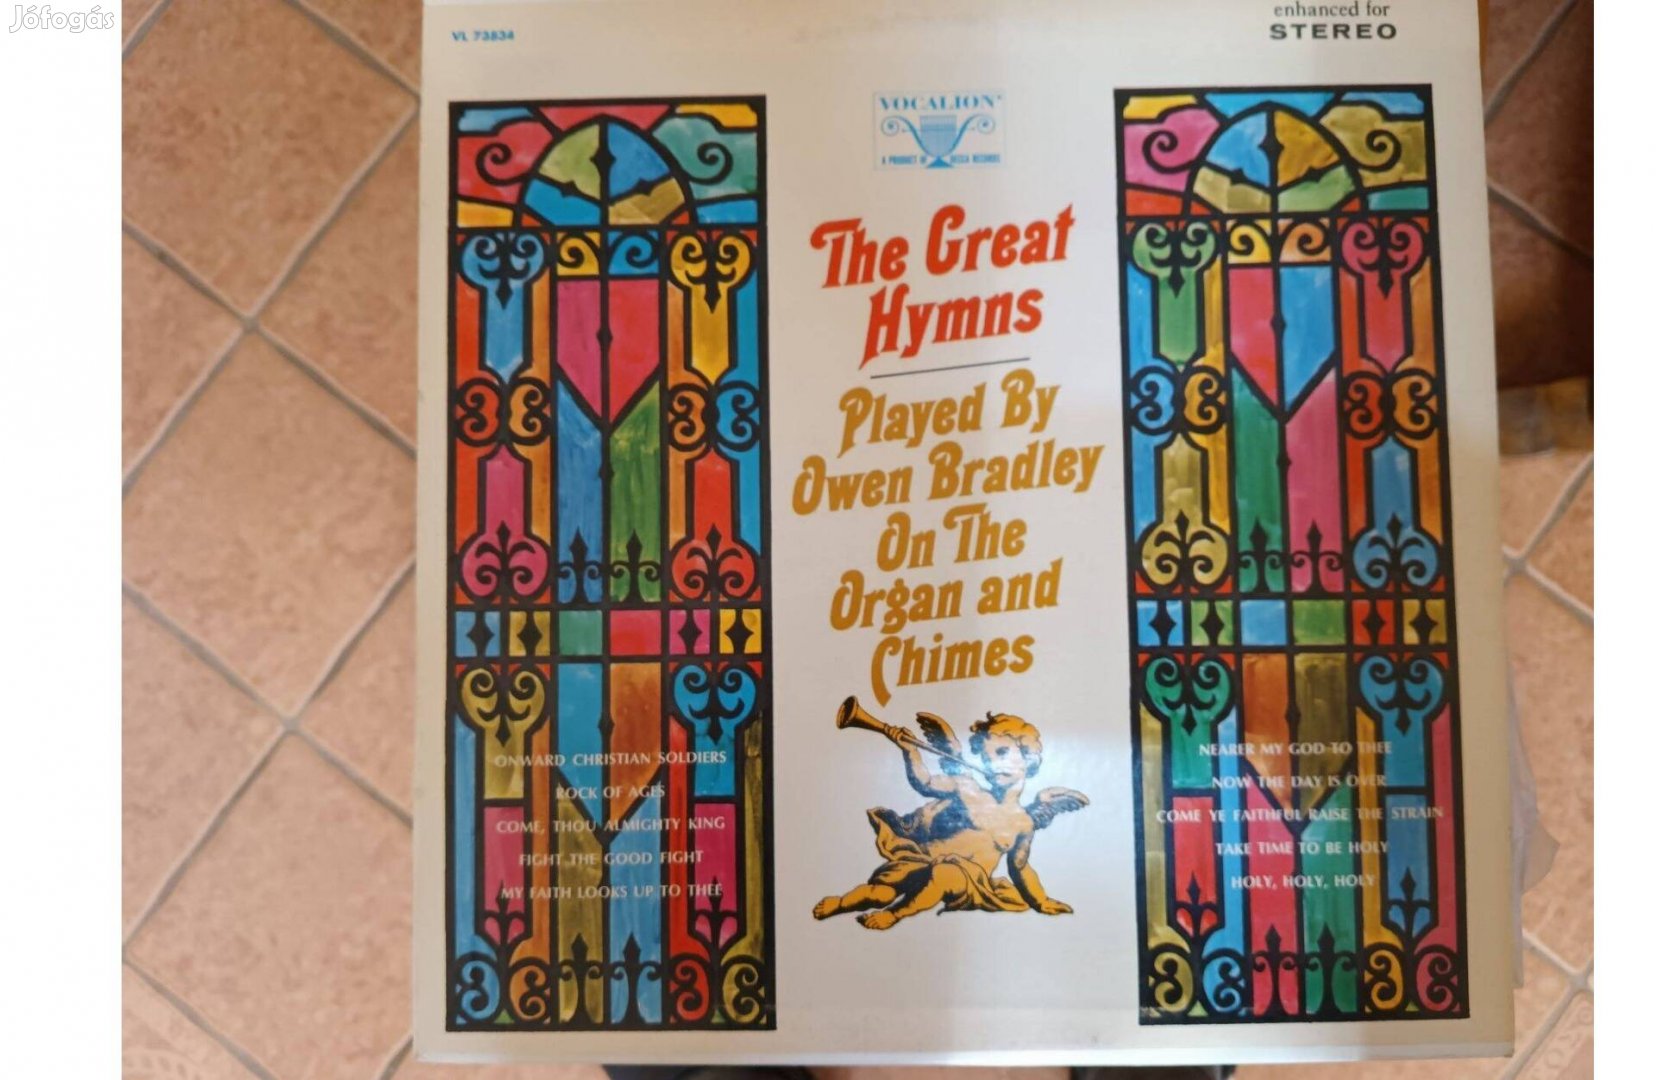 Jófogás
VL 73834
enhanced for
STEREO
VOCALION®
A PRODUCT OF DECCA RECORDS
The Great
Hymns
Played By
Owen Bradley
On The
Organ and
Chimes
ONWARD CHRISTIAN SOLDIERS
ROCK OF AGES
COME, THOU ALMIGHTY KING
FIGHT THE GOOD FIGHT
MY FAITH LOOKS UP TO THEE
NEARER MY GOD TO THEE
NOW THE DAY IS OVER
COME YE FAITHFUL RAISE THE STRAIN
TAKE TIME TO BE HOLY
HOLY, HOLY, HOLY